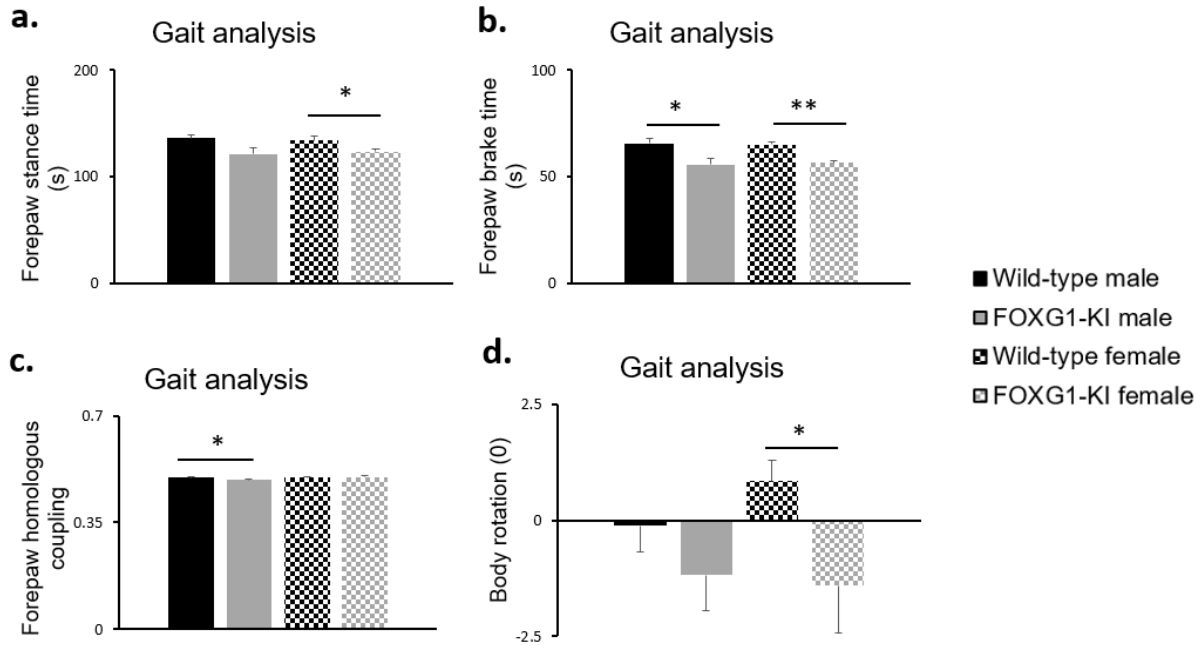 a.
Gait analysis
Forepaw stance time
(s)
200
100
0
*
b.
Gait analysis
Forepaw brake time
(s)
100
50
0
*
**
Wild-type male
FOXG1-KI male
Wild-type female
FOXG1-KI female
c.
Gait analysis
Forepaw homologous
coupling
0.7
0.35
0
*
d.
Gait analysis
Body rotation (0)
2.5
0
-2.5
*